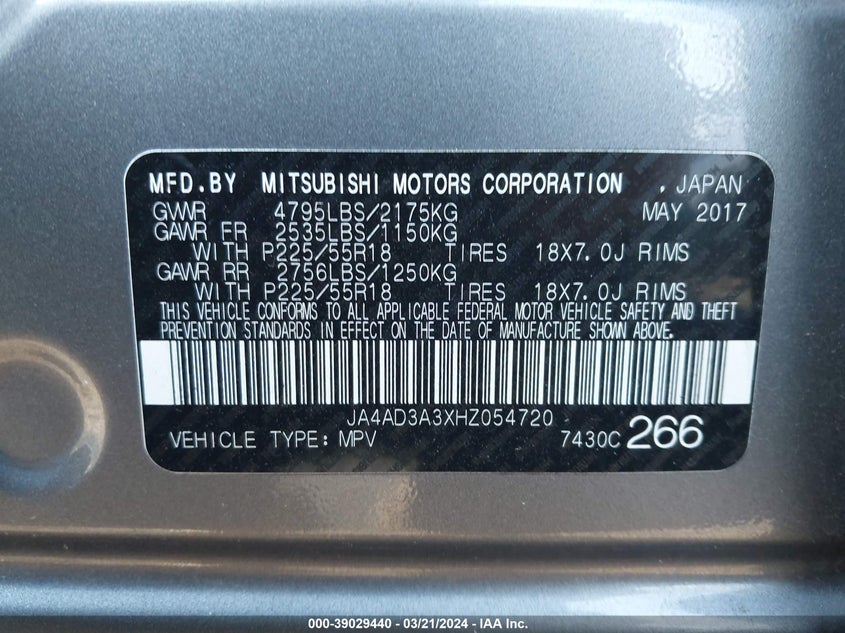 MFD.BY MITSUBISHI MOTORS CORPORATION . JAPAN
GVWR 4795LBS/2175KG MAY 2017
GAWR FR 2535LBS/1150KG
WITH P225/55R18 TIRES 18X7.0J RIMS
GAWR RR 2756LBS/1250KG
WITH P225/55R18 TIRES 18X7.0J RIMS
THIS VEHICLE CONFORMS TO ALL APPLICABLE FEDERAL MOTOR VEHICLE SAFETY AND THEFT
PREVENTION STANDARDS IN EFFECT ON THE DATE OF MANUFACTURE SHOWN ABOVE.
JA4AD3A3XHZ054720
VEHICLE TYPE: MPV 7430C 266
000-39029440 - 03/21/2024 - IAA Inc.